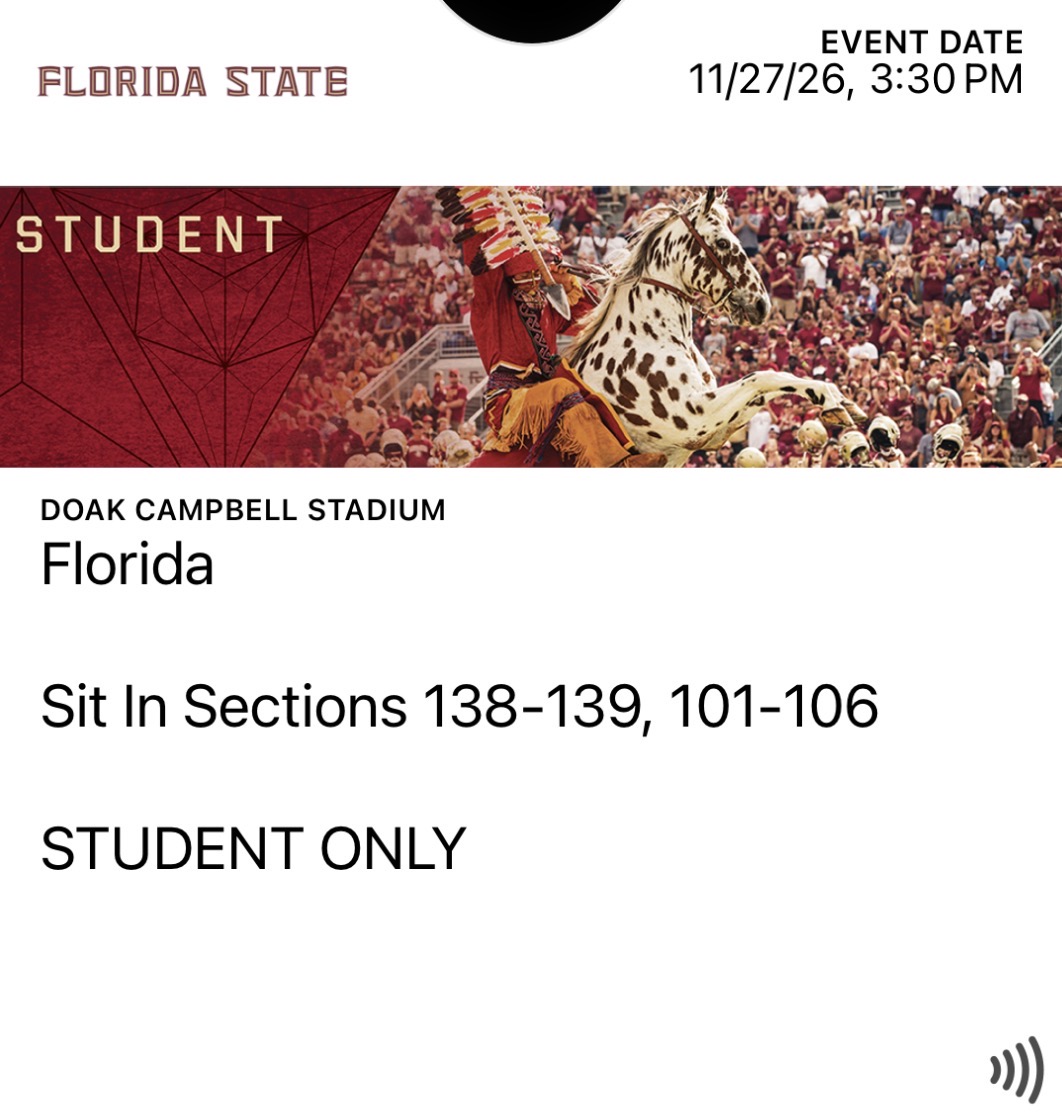 FLORIDA STATE
EVENT DATE
11/27/26, 3:30 PM
STUDENT
DOAK CAMPBELL STADIUM
Florida
Sit In Sections 138-139, 101-106
STUDENT ONLY